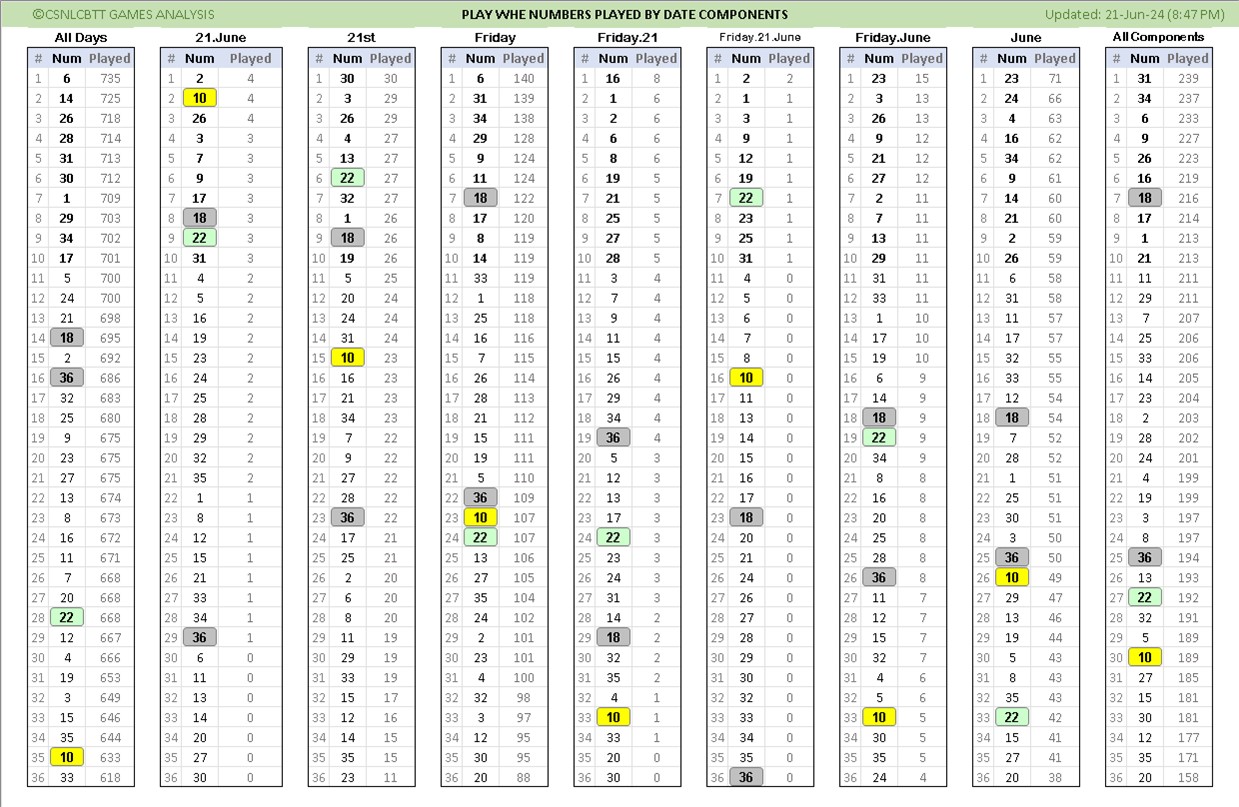 ©CSNLCBTT GAMES ANALYSIS PLAY WHE NUMBERS PLAYED BY DATE COMPONENTS Updated: 21-Jun-24 (8:47 PM)
All Days 21.June 21st Friday Friday.21 Friday.21.June Friday.June June All Components
# Num Played # Num Played # Num Played # Num Played # Num Played # Num Played # Num Played # Num Played # Num Played
1 6 735 1 2 4 1 30 30 1 6 140 1 16 8 1 2 2 1 23 15 1 23 71 1 31 239
2 14 725 2 10 4 2 3 29 2 31 139 2 1 6 2 1 1 2 3 13 2 24 66 2 34 237
3 26 718 3 26 4 3 26 29 3 34 138 3 2 6 3 3 1 3 26 13 3 4 63 3 6 233
4 28 714 4 3 3 4 4 27 4 29 128 4 6 6 4 9 1 4 9 12 4 16 62 4 9 227
5 31 713 5 7 3 5 13 27 5 9 124 5 8 6 5 12 1 5 21 12 5 34 62 5 26 223
6 30 712 6 9 3 6 22 27 6 11 124 6 19 5 6 19 1 6 27 12 6 9 61 6 16 219
7 1 709 7 17 3 7 32 27 7 18 122 7 21 5 7 22 1 7 2 11 7 14 60 7 18 216
8 29 703 8 18 3 8 1 26 8 17 120 8 25 5 8 23 1 8 7 11 8 21 60 8 17 214
9 34 702 9 22 3 9 18 26 9 8 119 9 27 5 9 25 1 9 13 11 9 2 59 9 1 213
10 17 701 10 31 3 10 19 26 10 14 119 10 28 5 10 31 1 10 29 11 10 26 59 10 21 213
11 5 700 11 4 2 11 5 25 11 33 119 11 3 4 11 4 0 11 31 11 11 6 58 11 11 211
12 24 700 12 5 2 12 20 24 12 1 118 12 7 4 12 5 0 12 33 11 12 31 58 12 29 211
13 21 698 13 16 2 13 24 24 13 25 118 13 9 4 13 6 0 13 1 10 13 11 57 13 7 207
14 18 695 14 19 2 14 31 24 14 16 116 14 11 4 14 7 0 14 17 10 14 17 57 14 25 206
15 2 692 15 23 2 15 10 23 15 7 115 15 15 4 15 8 0 15 19 10 15 32 55 15 33 206
16 36 686 16 24 2 16 16 23 16 26 114 16 26 4 16 10 0 16 6 9 16 33 55 16 14 205
17 32 683 17 25 2 17 21 23 17 28 113 17 29 4 17 11 0 17 14 9 17 12 54 17 23 204
18 25 680 18 28 2 18 34 23 18 21 112 18 34 4 18 13 0 18 18 9 18 18 54 18 2 203
19 9 675 19 29 2 19 7 22 19 15 111 19 36 4 19 14 0 19 22 9 19 7 52 19 28 202
20 23 675 20 32 2 20 9 22 20 19 111 20 5 3 20 15 0 20 34 9 20 28 52 20 24 201
21 27 675 21 35 2 21 27 22 21 5 110 21 12 3 21 16 0 21 8 8 21 1 51 21 4 199
22 13 674 22 1 1 22 28 22 22 36 109 22 13 3 22 17 0 22 16 8 22 25 51 22 19 199
23 8 673 23 8 1 23 36 22 23 10 107 23 17 3 23 18 0 23 20 8 23 30 51 23 3 197
24 16 672 24 12 1 24 17 21 24 22 107 24 22 3 24 20 0 24 25 8 24 3 50 24 8 197
25 11 671 25 15 1 25 25 21 25 13 106 25 23 3 25 21 0 25 28 8 25 36 50 25 36 194
26 7 668 26 21 1 26 2 20 26 27 105 26 24 3 26 24 0 26 36 8 26 10 49 26 13 193
27 20 668 27 33 1 27 6 20 27 35 104 27 31 3 27 26 0 27 11 7 27 29 47 27 22 192
28 22 668 28 34 1 28 8 20 28 24 102 28 14 2 28 27 0 28 12 7 28 13 46 28 32 191
29 12 667 29 36 1 29 11 19 29 2 101 29 18 2 29 28 0 29 15 7 29 19 44 29 5 189
30 4 666 30 6 0 30 29 19 30 23 101 30 32 2 30 29 0 30 32 7 30 5 43 30 10 189
31 19 653 31 11 0 31 33 19 31 4 100 31 35 2 31 30 0 31 4 6 31 8 43 31 27 185
32 3 649 32 13 0 32 15 17 32 32 98 32 4 1 32 32 0 32 5 6 32 35 43 32 15 181
33 15 646 33 14 0 33 12 16 33 3 97 33 10 1 33 33 0 33 10 5 33 22 42 33 30 181
34 35 644 34 20 0 34 14 15 34 12 95 34 33 1 34 34 0 34 30 5 34 15 41 34 12 177
35 10 633 35 27 0 35 35 15 35 30 95 35 20 0 35 35 0 35 35 5 35 27 41 35 35 171
36 33 618 36 30 0 36 23 11 36 20 88 36 30 0 36 36 0 36 24 4 36 20 38 36 20 158